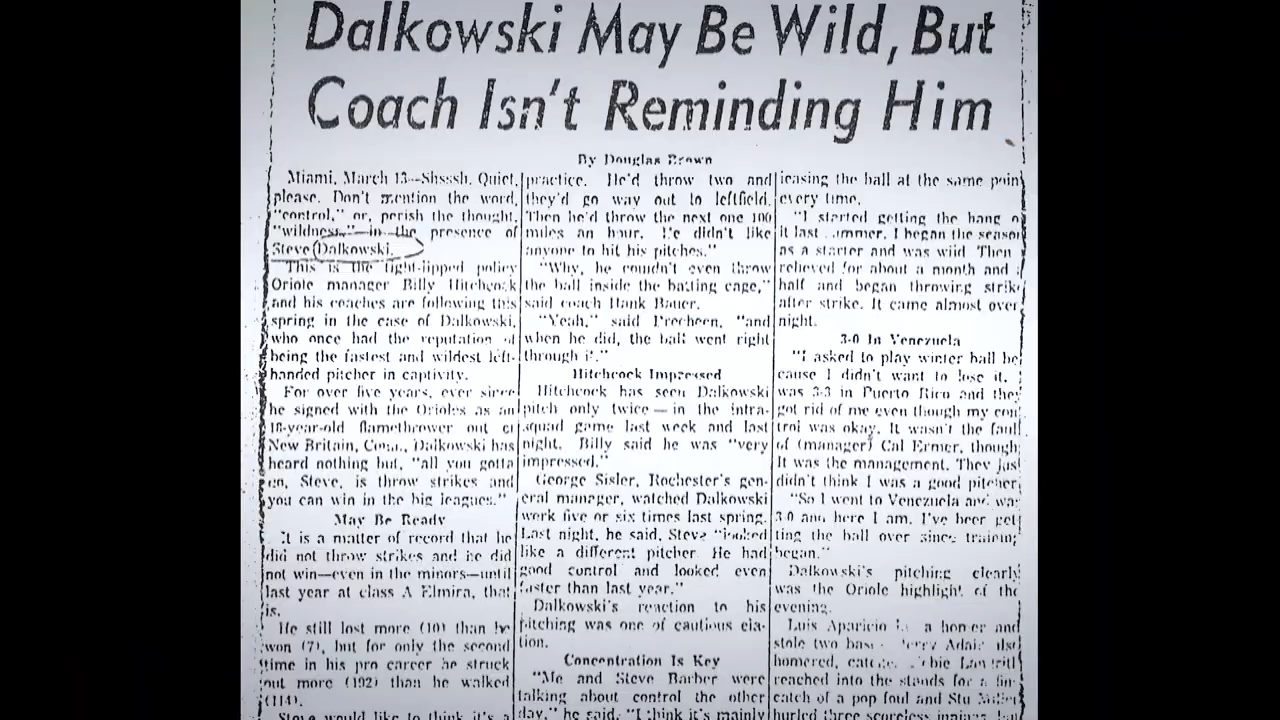 Dalkowski May Be Wild, But
Coach Isn't Reminding Him
By Douglas Brown
Miami, March 13—Shsssh. Quiet,
please. Don't mention the word,
"control," or, perish the thought,
"wildness," in the presence of
Steve Dalkowski.
This is the tight-lipped policy
Oriole manager Billy Hitchcock
and his coaches are following this
spring in the case of Dalkowski,
who once had the reputation of
being the fastest and wildest left-
handed pitcher in captivity.
For over five years, ever since
he signed with the Orioles as an
18-year-old flamethrower out of
New Britain, Conn., Dalkowski has
heard nothing but, "all you gotta
do, Steve, is throw strikes and
you can win in the big leagues."
May Be Ready
It is a matter of record that he
did not throw strikes and he did
not win—even in the minors—until
last year at class A Elmira, that
is.
He still lost more (10) than he
won (7), but for only the second
time in his pro career he struck
out more (192) than he walked
(114).
Steve would like to think it's a
practice. He'd throw two and
they'd go way out to leftfield.
Then he'd throw the next one 100
miles an hour. He didn't like
anyone to hit his pitches."
"Why, he couldn't even throw
the ball inside the batting cage,"
said coach Hank Bauer.
"Yeah," said Brecheen, "and
when he did, the ball went right
through it."
Hitchcock Impressed
Hitchcock has seen Dalkowski
pitch only twice — in the intra-
squad game last week and last
night. Billy said he was "very
impressed."
George Sisler, Rochester's gen-
eral manager, watched Dalkowski
work five or six times last spring.
Last night, he said, Steve "looked
like a different pitcher. He had
good control and looked even
faster than last year."
Dalkowski's reaction to his
pitching was one of cautious ela-
tion.
Concentration Is Key
"Me and Steve Barber were
talking about control the other
day," he said. "I think it's mainly
leasing the ball at the same point
every time.
"I started getting the hang o
it last summer. I began the season
as a starter and was wild. Then
relieved for about a month and
half and began throwing strik
after strike. It came almost over
night.
3-0 In Venezuela
"I asked to play winter ball be
cause I didn't want to lose it.
was 3-3 in Puerto Rico and they
got rid of me even though my con
trol was okay. It wasn't the fault
of (manager) Cal Ermer, though;
It was the management. They just
didn't think I was a good pitcher.
"So I went to Venezuela and wa
3-0 and here I am. I've been get
ting the ball over since training
began."
Dalkowski's pitching clearly
was the Oriole highlight of the
evening.
Luis Aparicio a homer and
stole two Jerry Adair also
homered,
reached into the stands for a fin
catch of a pop foul and Stu Miller
hurled three scoreless innings, but